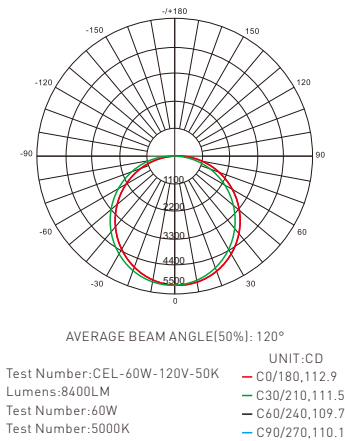 -/+180
-150
150
-120
120
-90
90
1100
2200
-60
60
3300
4400
-30
30
5500
0
AVERAGE BEAM ANGLE(50%): 120°
UNIT:CD
Test Number:CEL-60W-120V-50K
C0/180,112.9
Lumens:8400LM
C30/210,111.5
Test Number:60W
C60/240,109.7
Test Number:5000K
C90/270,110.1